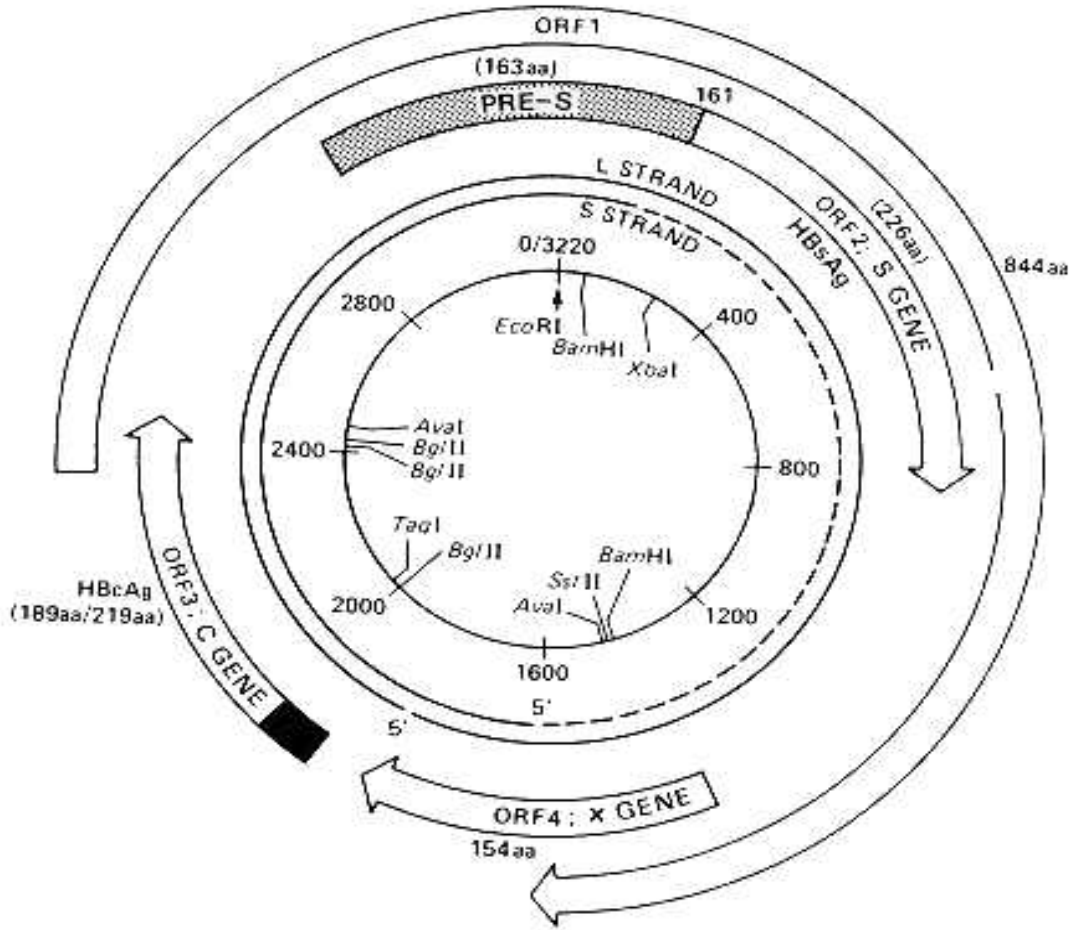 ORF1
(163aa)
PRE-S
161
L STRAND
S STRAND
(226aa)
ORF2; S GENE
HBsAg
844aa
0/3220
2800
EcoRI
BamHI
XbaI
400
AvaI
BglII
BglII
2400
800
TaqI
BglII
2000
BamHI
SstII
AvaI
1200
1600
HBcAg
(189aa/219aa)
ORF3; C GENE
5'
5'
ORF4; X GENE
154aa